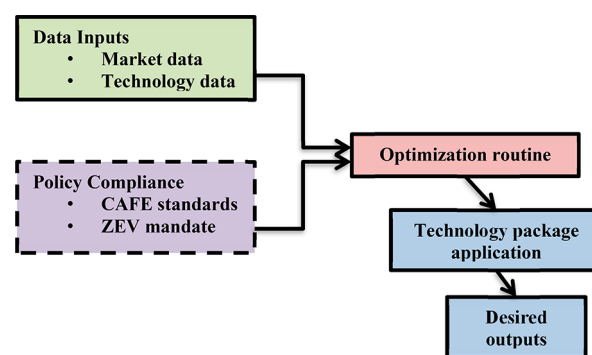 Data Inputs
• Market data
• Technology data
Policy Compliance
• CAFE standards
• ZEV mandate
Optimization routine
Technology package
application
Desired
outputs